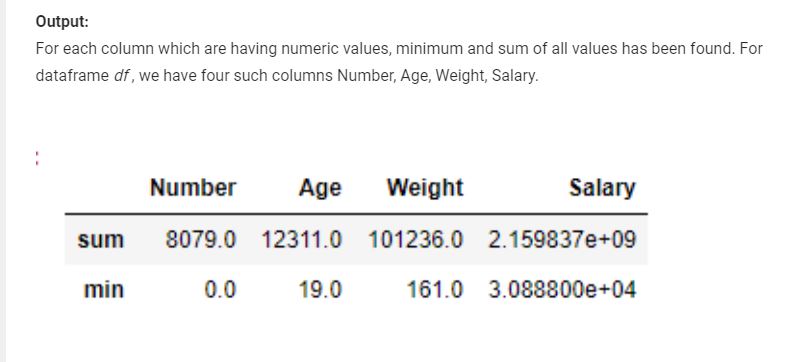 Output:
For each column which are having numeric values, minimum and sum of all values has been found. For
dataframe df, we have four such columns Number, Age, Weight, Salary.
:
Number Age Weight Salary
sum 8079.0 12311.0 101236.0 2.159837e+09
min 0.0 19.0 161.0 3.088800e+04